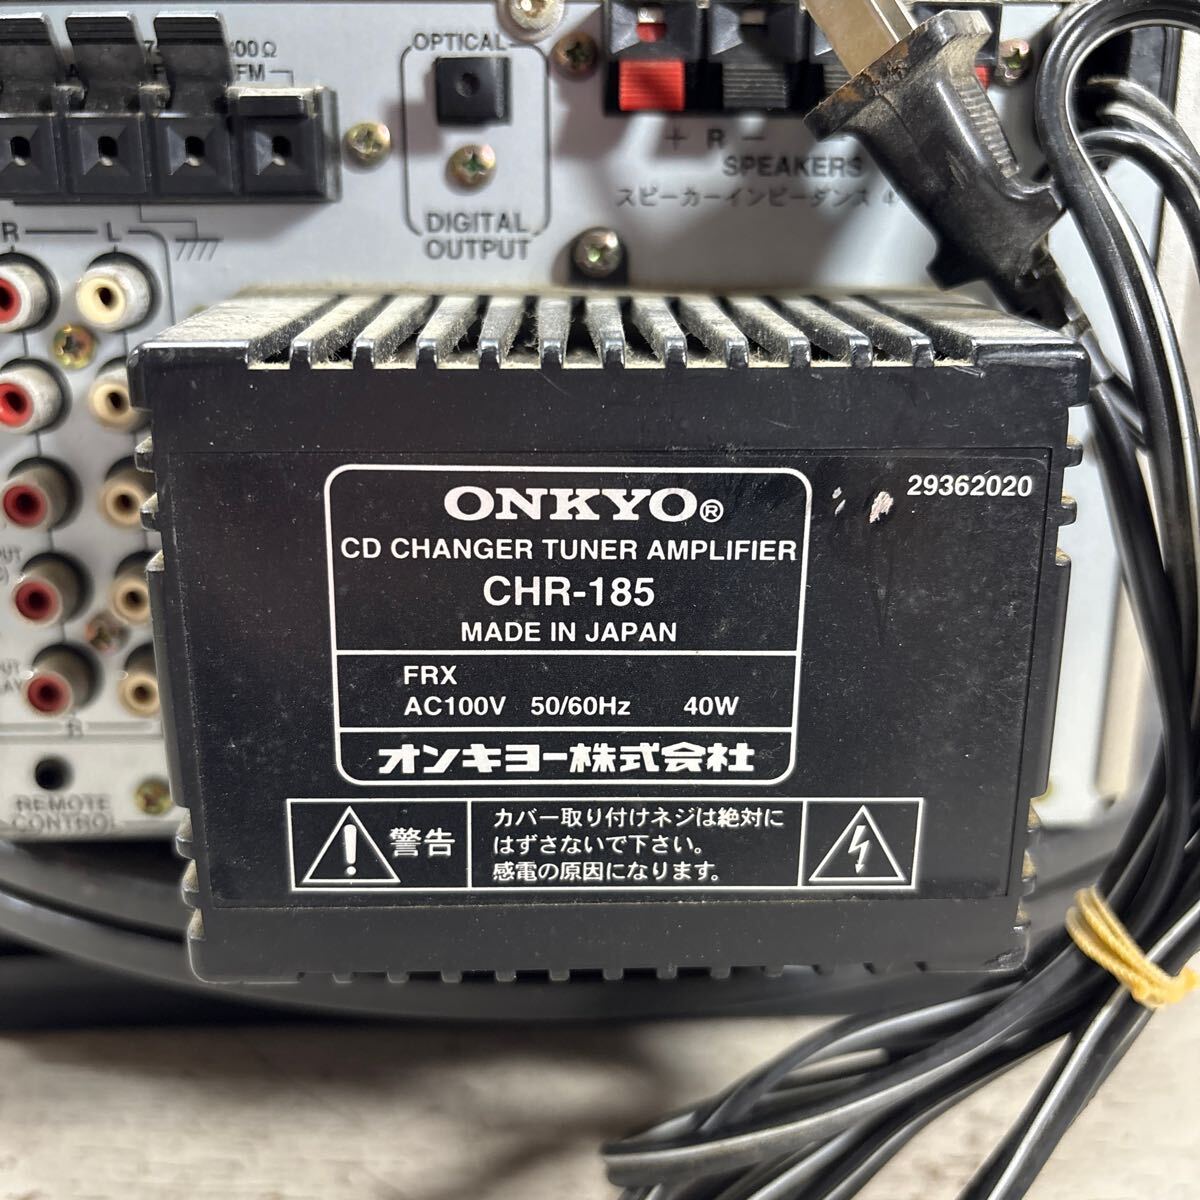 OPTICAL
DIGITAL
OUTPUT
FM
+ R −
SPEAKERS
スピーカーインピーダンス 4
R L
REMOTE
CONTROL
29362020
ONKYO®
CD CHANGER TUNER AMPLIFIER
CHR-185
MADE IN JAPAN
FRX
AC100V 50/60Hz 40W
オンキヨー株式会社
警告
カバー取り付けネジは絶対に
はずさないで下さい。
感電の原因になります。